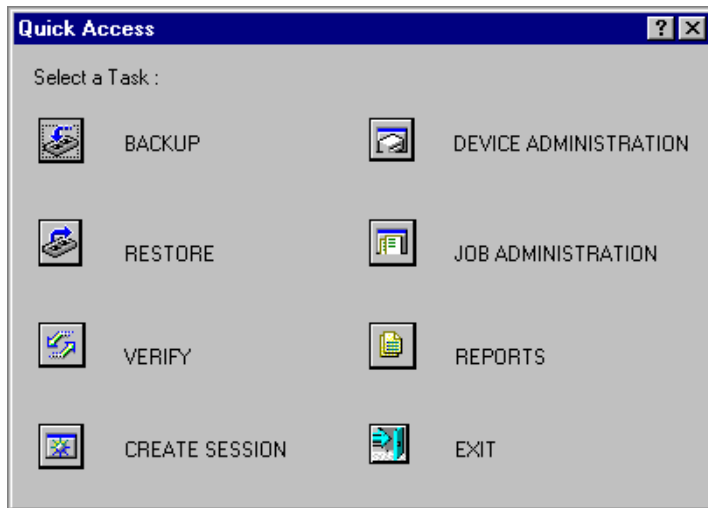 Quick Access
Select a Task :
BACKUP
DEVICE ADMINISTRATION
RESTORE
JOB ADMINISTRATION
VERIFY
REPORTS
CREATE SESSION
EXIT